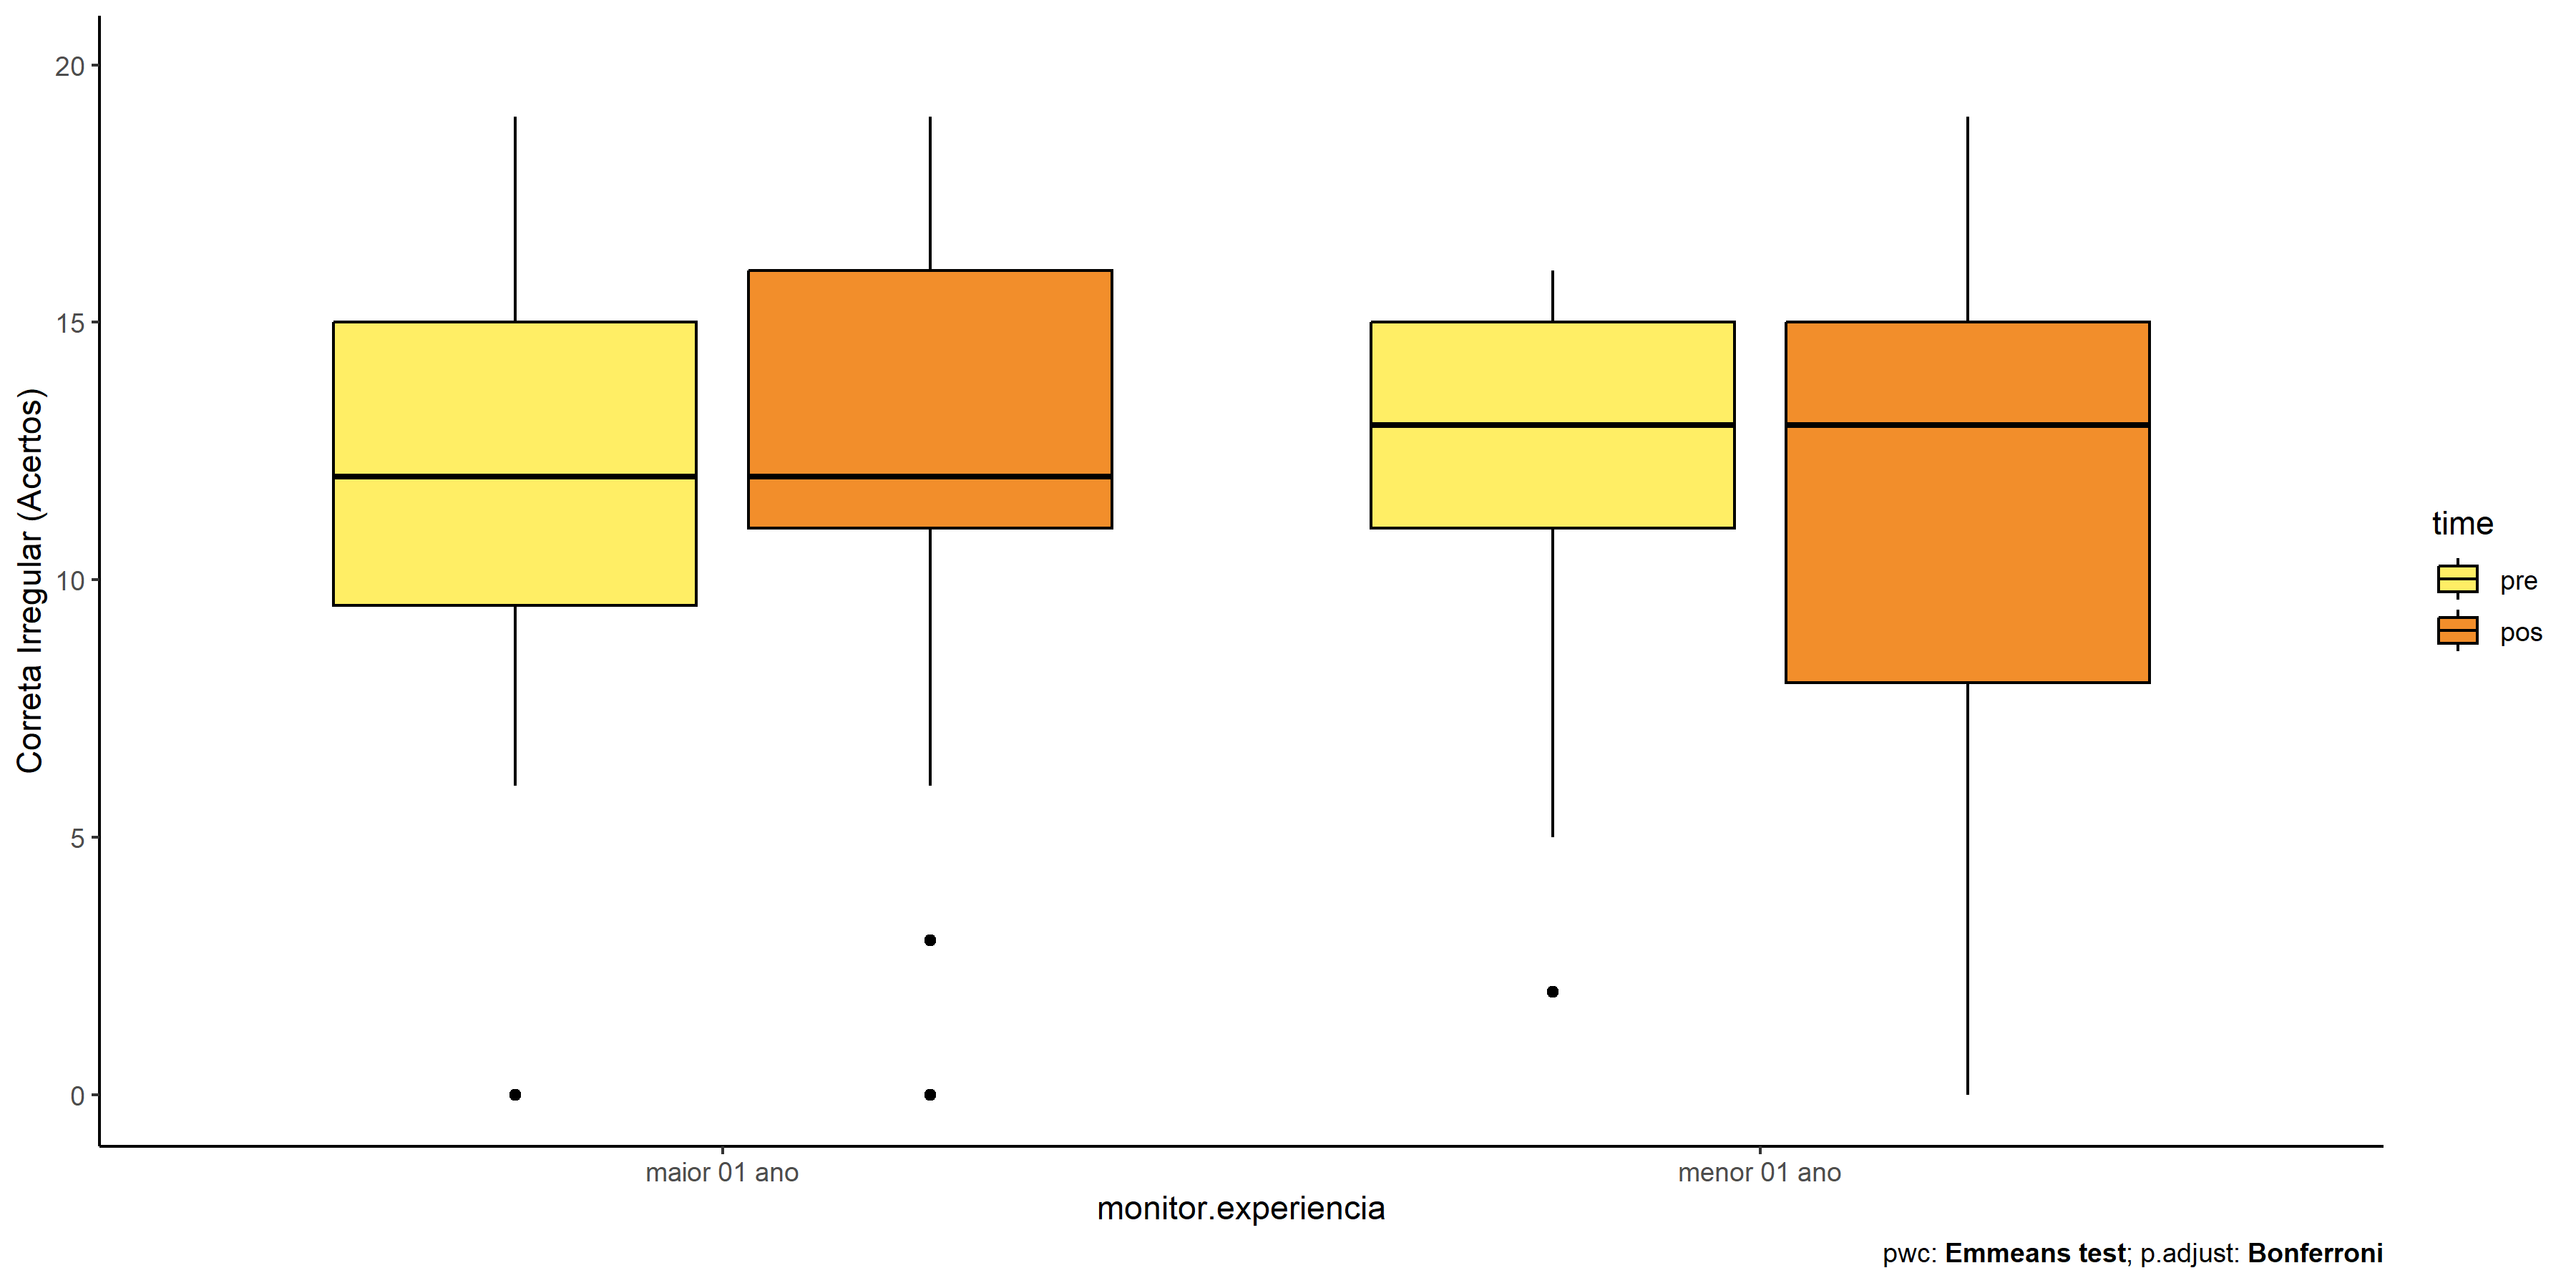 Correta Irregular (Acertos)
20
15
10
5
0
maior 01 ano
menor 01 ano
monitor.experiencia
time
pre
pos
pwc: Emmeans test; p.adjust: Bonferroni